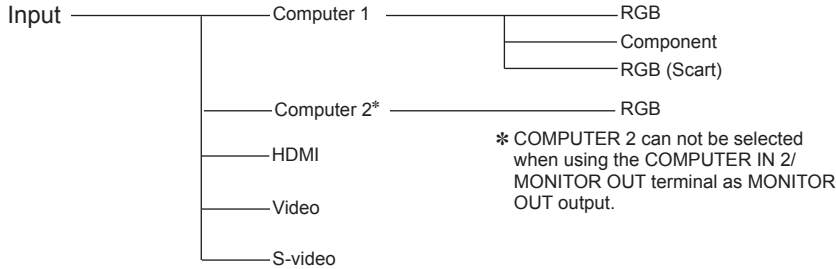 Input Computer 1 RGB
Component
RGB (Scart)
Computer 2* RGB
✻ COMPUTER 2 can not be selected
when using the COMPUTER IN 2/
MONITOR OUT terminal as MONITOR
OUT output.
HDMI
Video
S-video